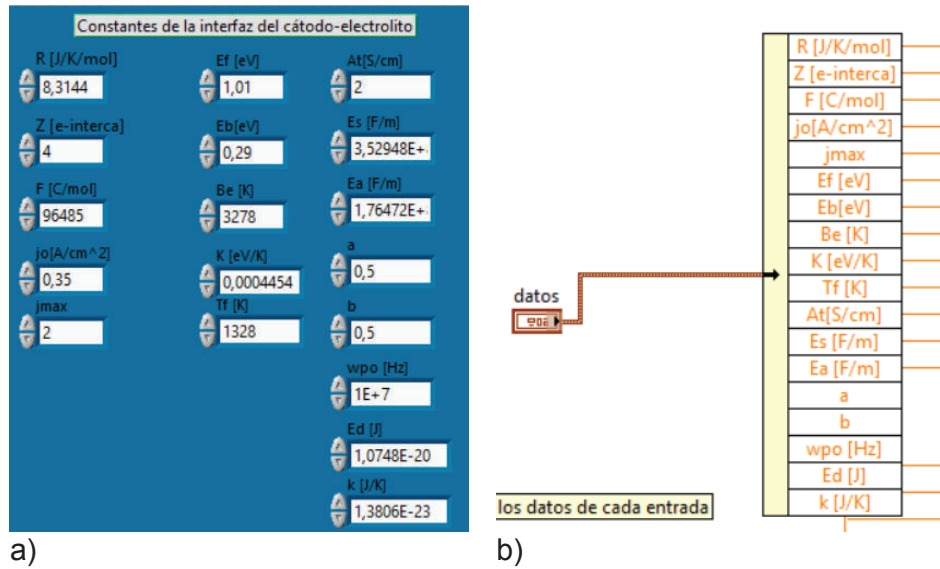 Constantes de la interfaz del cátodo-electrolito
R [J/K/mol]
8,3144
Z [e-interca]
4
F [C/mol]
96485
jo[A/cm^2]
0,35
jmax
2
Ef [eV]
1,01
Eb[eV]
0,29
Be [K]
3278
K [eV/K]
0,0004454
Tf [K]
1328
At[S/cm]
2
Es [F/m]
3,52948E+
Ea [F/m]
1,76472E+
a
0,5
b
0,5
wpo [Hz]
1E+7
Ed [J]
1,0748E-20
k [J/K]
1,3806E-23
a)
datos
los datos de cada entrada
R [J/K/mol]
Z [e-interca]
F [C/mol]
jo[A/cm^2]
jmax
Ef [eV]
Eb[eV]
Be [K]
K [eV/K]
Tf [K]
At[S/cm]
Es [F/m]
Ea [F/m]
a
b
wpo [Hz]
Ed [J]
k [J/K]
b)